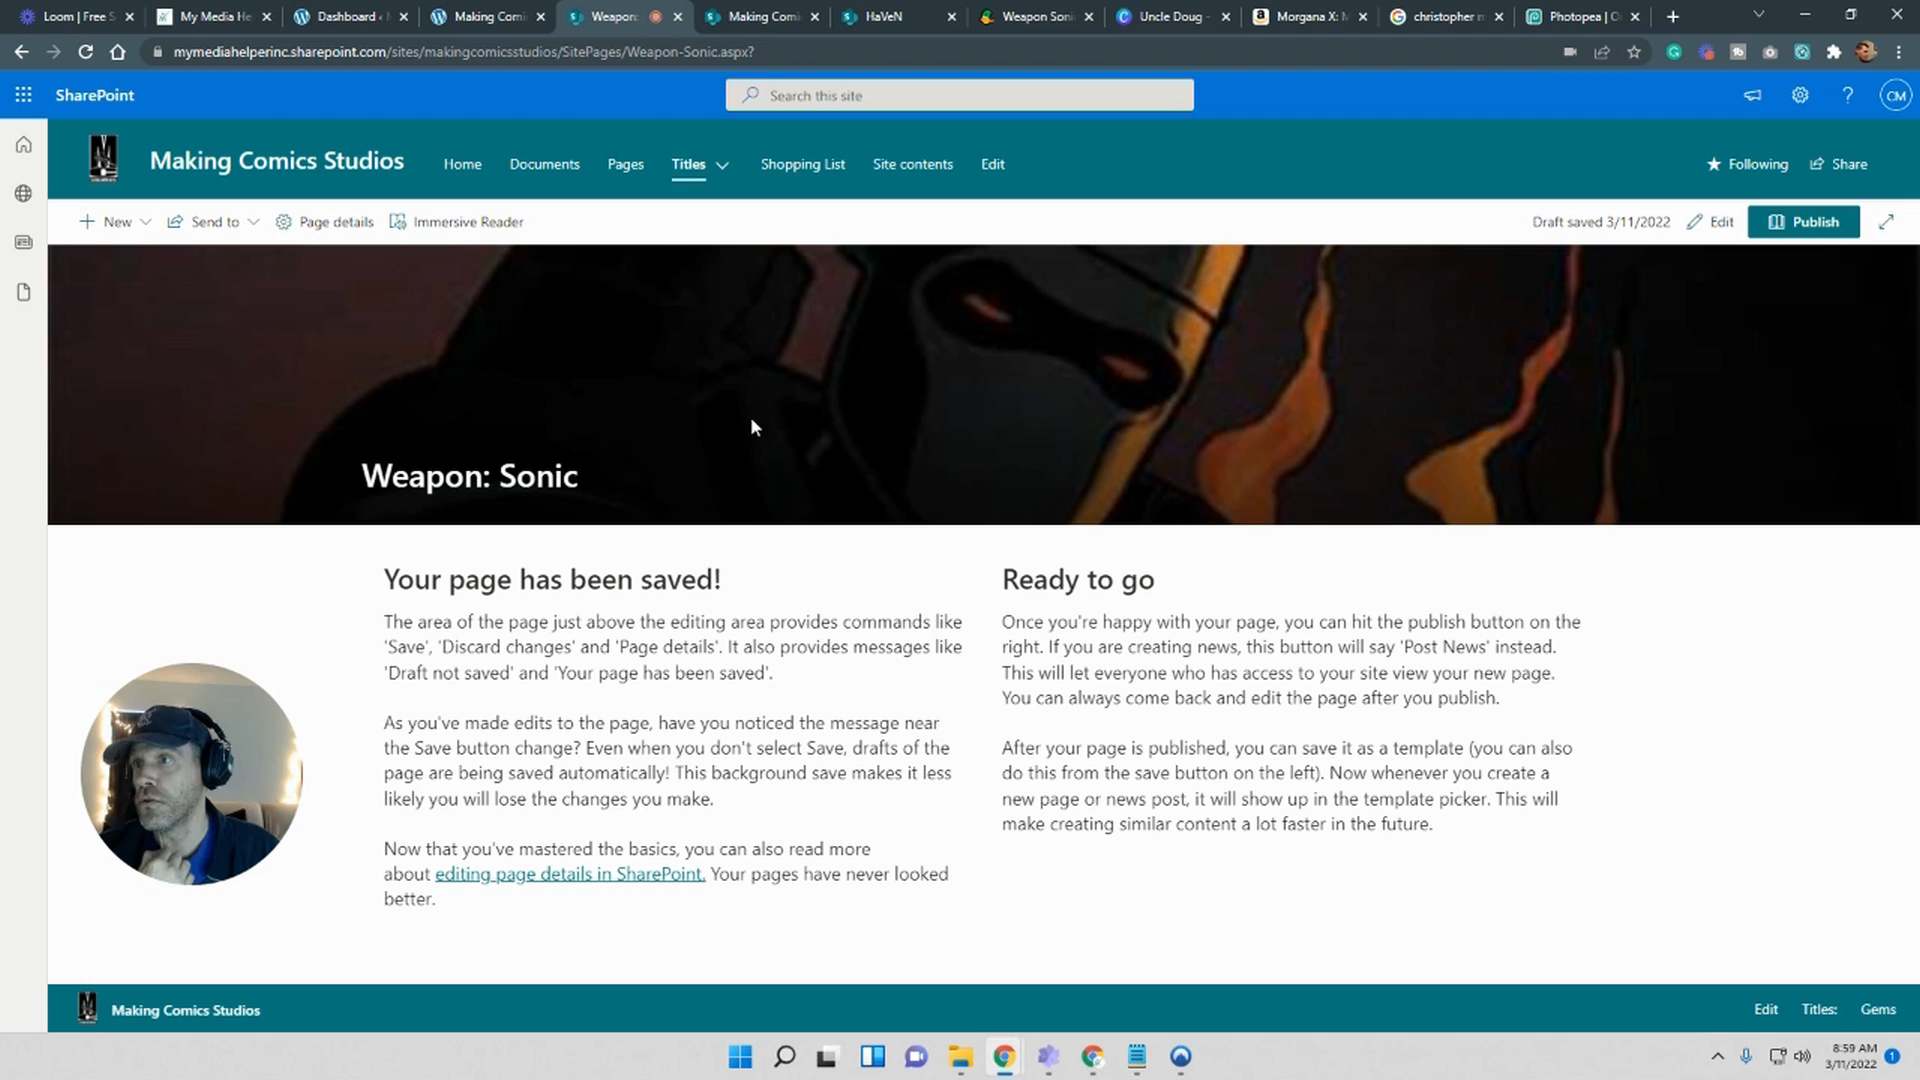 Loom | Free S
My Media He
Dashboard ‹
Making Comi
Weapon:
Making Comi
HaVeN
Weapon Soni
Uncle Doug -
Morgana X: M
christopher m
Photopea | O
mymediahelperinc.sharepoint.com/sites/makingcomicsstudios/SitePages/Weapon-Sonic.aspx?
SharePoint
Search this site
CM
Making Comics Studios
Home
Documents
Pages
Titles
Shopping List
Site contents
Edit
Following
Share
New
Send to
Page details
Immersive Reader
Draft saved 3/11/2022
Edit
Publish
Weapon: Sonic
Your page has been saved!
The area of the page just above the editing area provides commands like
'Save', 'Discard changes' and 'Page details'. It also provides messages like
'Draft not saved' and 'Your page has been saved'.
As you've made edits to the page, have you noticed the message near
the Save button change? Even when you don't select Save, drafts of the
page are being saved automatically! This background save makes it less
likely you will lose the changes you make.
Now that you've mastered the basics, you can also read more
about editing page details in SharePoint. Your pages have never looked
better.
Ready to go
Once you're happy with your page, you can hit the publish button on the
right. If you are creating news, this button will say 'Post News' instead.
This will let everyone who has access to your site view your new page.
You can always come back and edit the page after you publish.
After your page is published, you can save it as a template (you can also
do this from the save button on the left). Now whenever you create a
new page or news post, it will show up in the template picker. This will
make creating similar content a lot faster in the future.
Making Comics Studios
Edit
Titles:
Gems
8:59 AM
3/11/2022
1